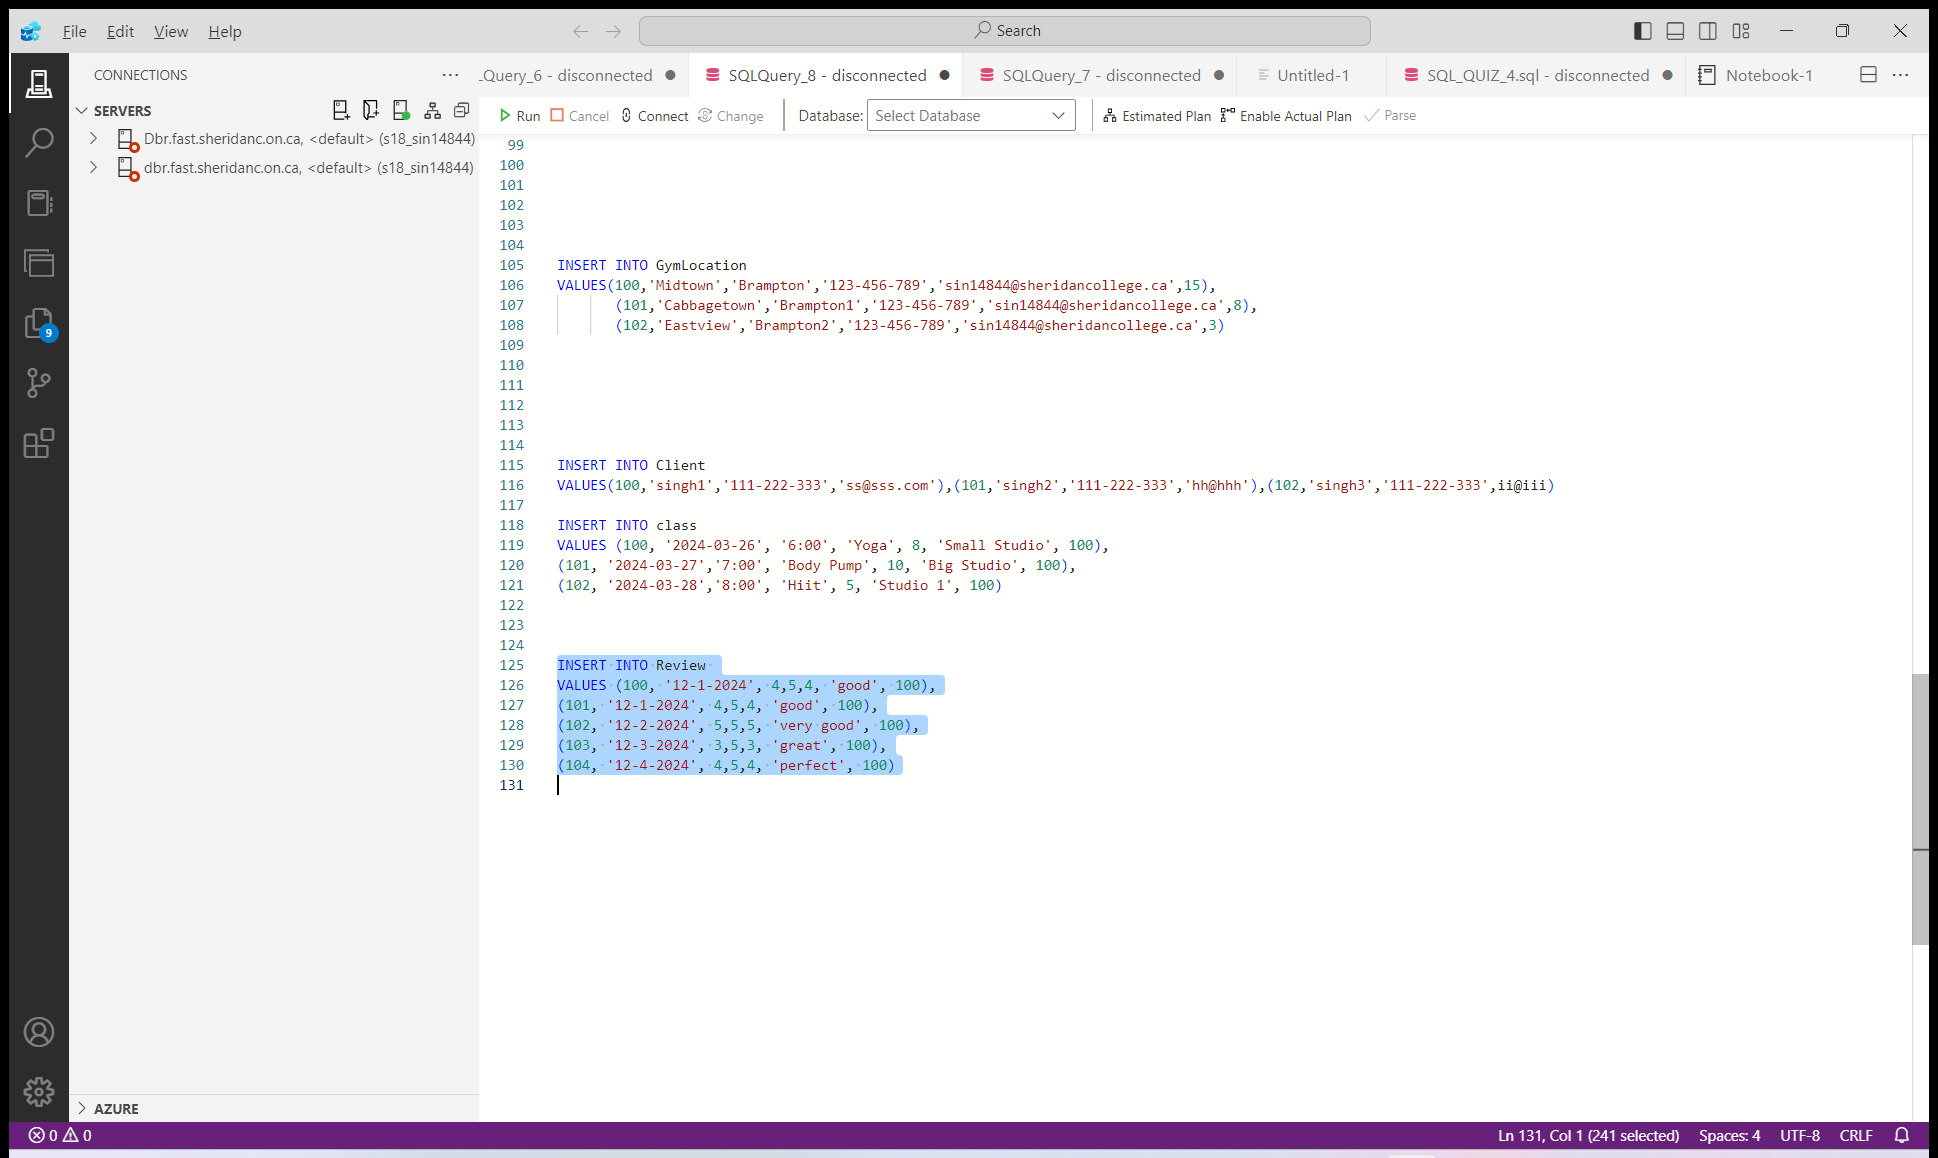 File Edit View Help
Search
CONNECTIONS
SERVERS
Dbr.fast.sheridanc.on.ca, <default> (s18_sin14844)
dbr.fast.sheridanc.on.ca, <default> (s18_sin14844)
9
AZURE
.Query_6 - disconnected
SQLQuery_8 - disconnected
SQLQuery_7 - disconnected
Untitled-1
SQL_QUIZ_4.sql - disconnected
Notebook-1
Run Cancel Connect Change Database: Select Database Estimated Plan Enable Actual Plan Parse
99
100
101
102
103
104
105 INSERT INTO GymLocation
106 VALUES(100,'Midtown','Brampton','123-456-789','sin14844@sheridancollege.ca',15),
107 (101,'Cabbagetown','Brampton1','123-456-789','sin14844@sheridancollege.ca',8),
108 (102,'Eastview','Brampton2','123-456-789','sin14844@sheridancollege.ca',3)
109
110
111
112
113
114
115 INSERT INTO Client
116 VALUES(100,'singh1','111-222-333','ss@sss.com'),(101,'singh2','111-222-333','hh@hhh'),(102,'singh3','111-222-333',ii@iii)
117
118 INSERT INTO class
119 VALUES (100, '2024-03-26', '6:00', 'Yoga', 8, 'Small Studio', 100),
120 (101, '2024-03-27','7:00', 'Body Pump', 10, 'Big Studio', 100),
121 (102, '2024-03-28','8:00', 'Hiit', 5, 'Studio 1', 100)
122
123
124
125 INSERT INTO Review
126 VALUES (100, '12-1-2024', 4,5,4, 'good', 100),
127 (101, '12-1-2024', 4,5,4, 'good', 100),
128 (102, '12-2-2024', 5,5,5, 'very good', 100),
129 (103, '12-3-2024', 3,5,3, 'great', 100),
130 (104, '12-4-2024', 4,5,4, 'perfect', 100)
131
0 0
Ln 131, Col 1 (241 selected) Spaces: 4 UTF-8 CRLF